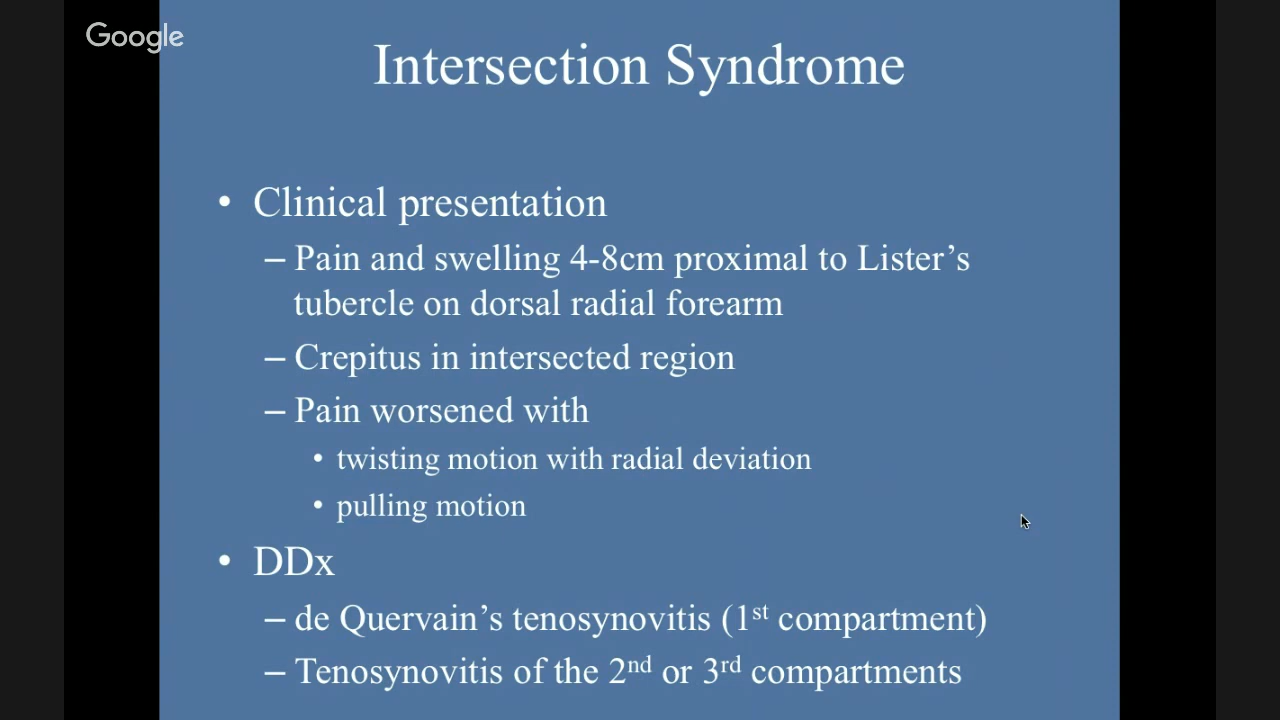 Google
Intersection Syndrome
• Clinical presentation
– Pain and swelling 4-8cm proximal to Lister’s
tubercle on dorsal radial forearm
– Crepitus in intersected region
– Pain worsened with
• twisting motion with radial deviation
• pulling motion
• DDx
– de Quervain’s tenosynovitis (1st compartment)
– Tenosynovitis of the 2nd or 3rd compartments